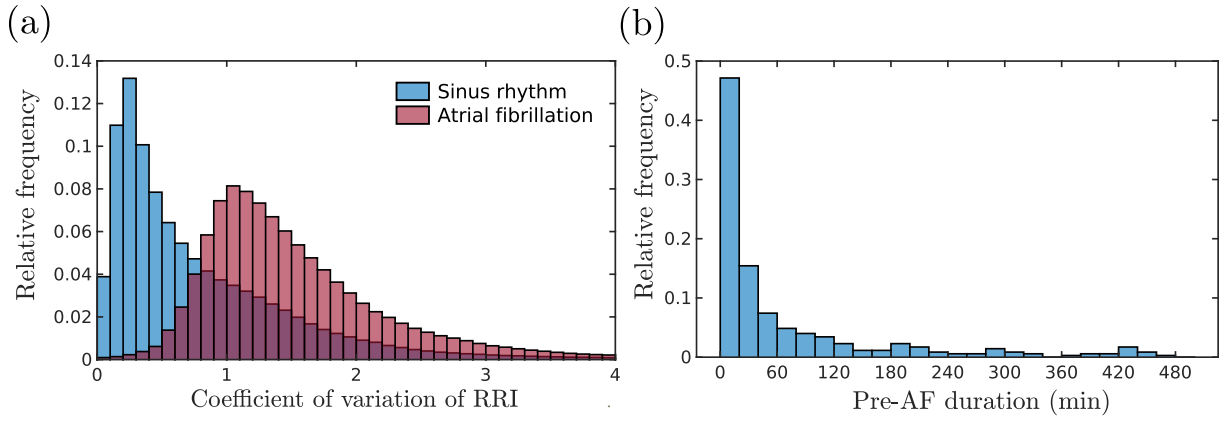 (a)
0.14
0.12
0.1
0.08
0.06
0.04
0.02
0
Relative frequency
Sinus rhythm
Atrial fibrillation
0 1 2 3 4
Coefficient of variation of RRI
(b)
0.5
0.4
0.3
0.2
0.1
0
Relative frequency
0 60 120 180 240 300 360 420 480
Pre-AF duration (min)